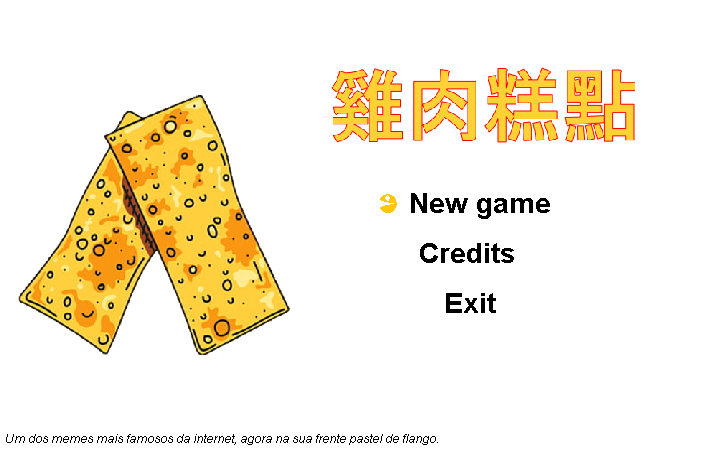 雞肉糕點
New game
Credits
Exit
Um dos memes mais famosos da internet, agora na sua frente pastel de flango.